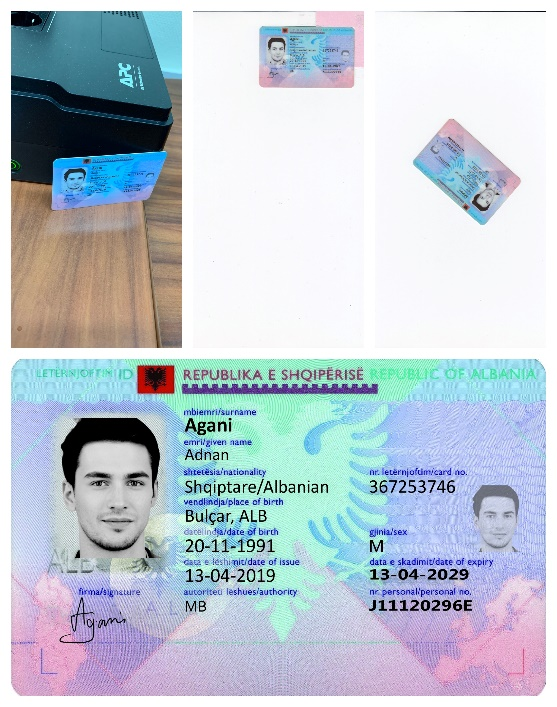 APC
LETËRNJOFTIM ID
REPUBLIKA E SHQIPËRISË REPUBLIC OF ALBANIA
mbiemri/surname
Agani
emri/given name
Adnan
shtetësia/nationality
Shqiptare/Albanian
nr. letërnjoftim/card no.
367253746
vendlindja/place of birth
Bulçar, ALB
datëlindja/date of birth
20-11-1991
gjinia/sex
M
data e lëshimit/date of issue
13-04-2019
data e skadimit/date of expiry
13-04-2029
autoriteti lëshues/authority
MB
nr. personal/personal no.
J11120296E
firma/signature
Agani
ALB